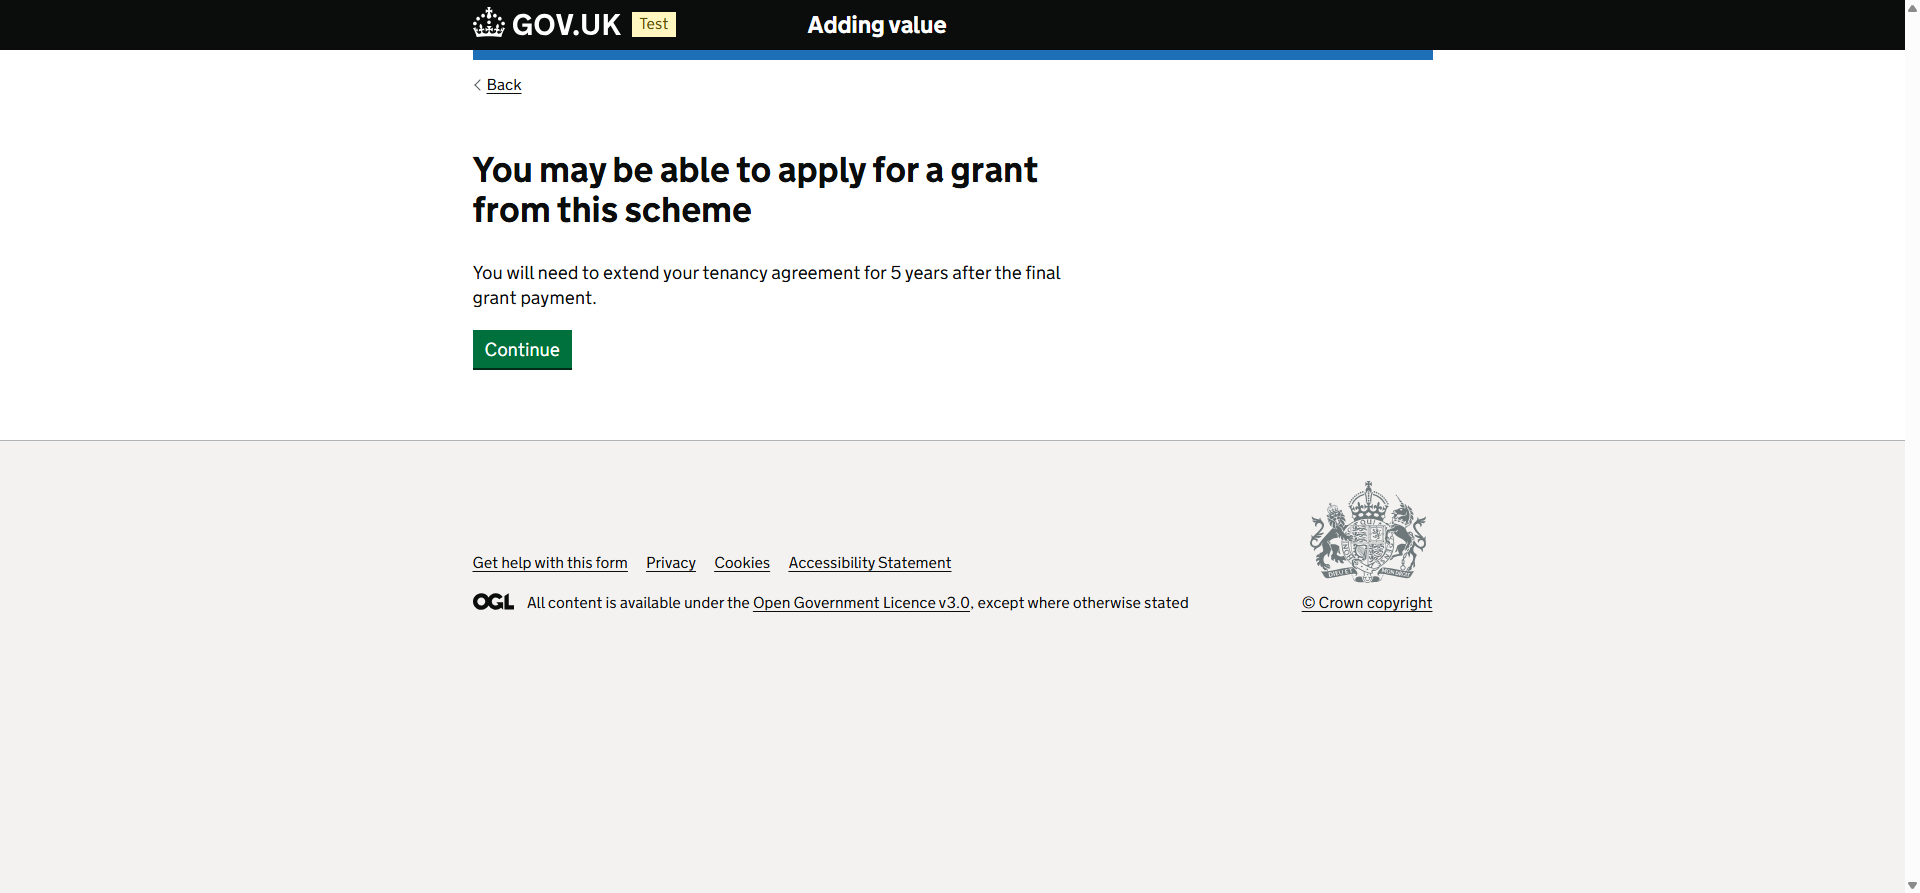 GOV.UK Test Adding value
Back
You may be able to apply for a grant
from this scheme
You will need to extend your tenancy agreement for 5 years after the final
grant payment.
Continue
Get help with this form Privacy Cookies Accessibility Statement
OGL All content is available under the Open Government Licence v3.0, except where otherwise stated
© Crown copyright